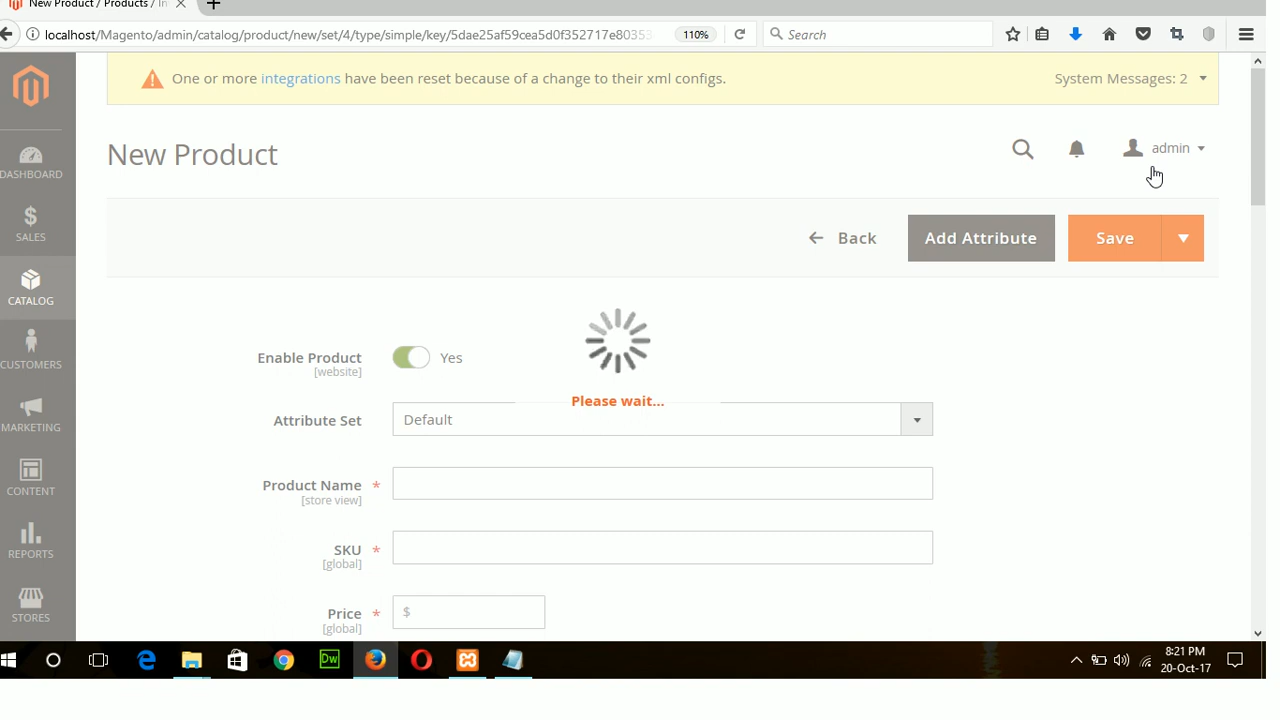 New Product / Products / In
localhost/Magento/admin/catalog/product/new/set/4/type/simple/key/5dae25af59cea5d0f352717e80353
110%
Search
One or more integrations have been reset because of a change to their xml configs.
System Messages: 2
New Product
admin
DASHBOARD
SALES
CATALOG
CUSTOMERS
MARKETING
CONTENT
REPORTS
STORES
Back
Add Attribute
Save
Enable Product
[website]
Yes
Please wait...
Attribute Set
Default
Product Name *
[store view]
SKU *
[global]
Price *
[global]
$
Dw
8:21 PM
20-Oct-17